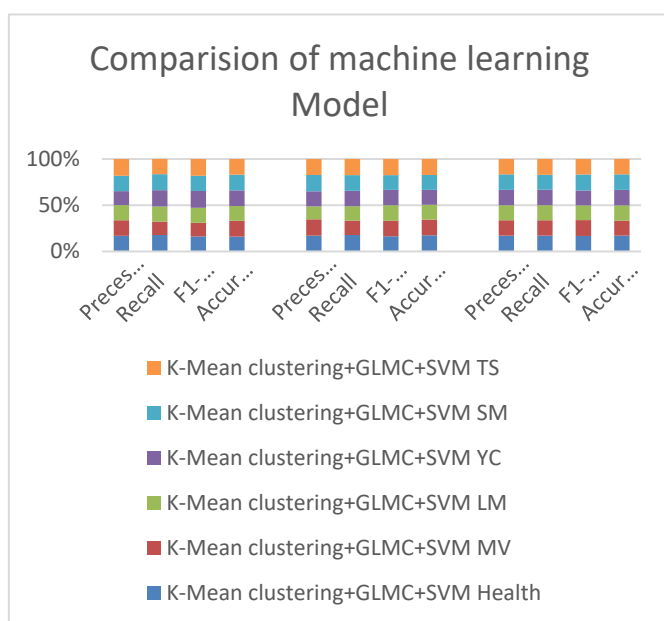 Comparision of machine learning
Model
100%
50%
0%
Preces...
Recall
F1-...
Accur...
Preces...
Recall
F1-...
Accur...
Preces...
Recall
F1-...
Accur...
K-Mean clustering+GLMC+SVM TS
K-Mean clustering+GLMC+SVM SM
K-Mean clustering+GLMC+SVM YC
K-Mean clustering+GLMC+SVM LM
K-Mean clustering+GLMC+SVM MV
K-Mean clustering+GLMC+SVM Health